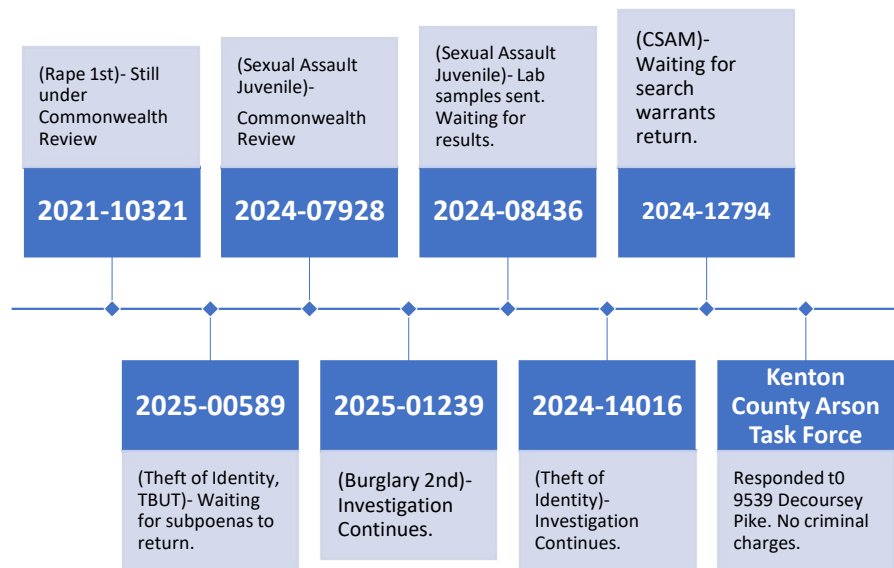 (Rape 1st)- Still
under
Commonwealth
Review
2021-10321
(Sexual Assault
Juvenile)-
Commonwealth
Review
2024-07928
(Sexual Assault
Juvenile)- Lab
samples sent.
Waiting for
results.
2024-08436
(CSAM)-
Waiting for
search
warrants
return.
2024-12794
2025-00589
(Theft of Identity,
TBUT)- Waiting
for subpoenas to
return.
2025-01239
(Burglary 2nd)-
Investigation
Continues.
2024-14016
(Theft of
Identity)-
Investigation
Continues.
Kenton
County Arson
Task Force
Responded t0
9539 Decoursey
Pike. No criminal
charges.